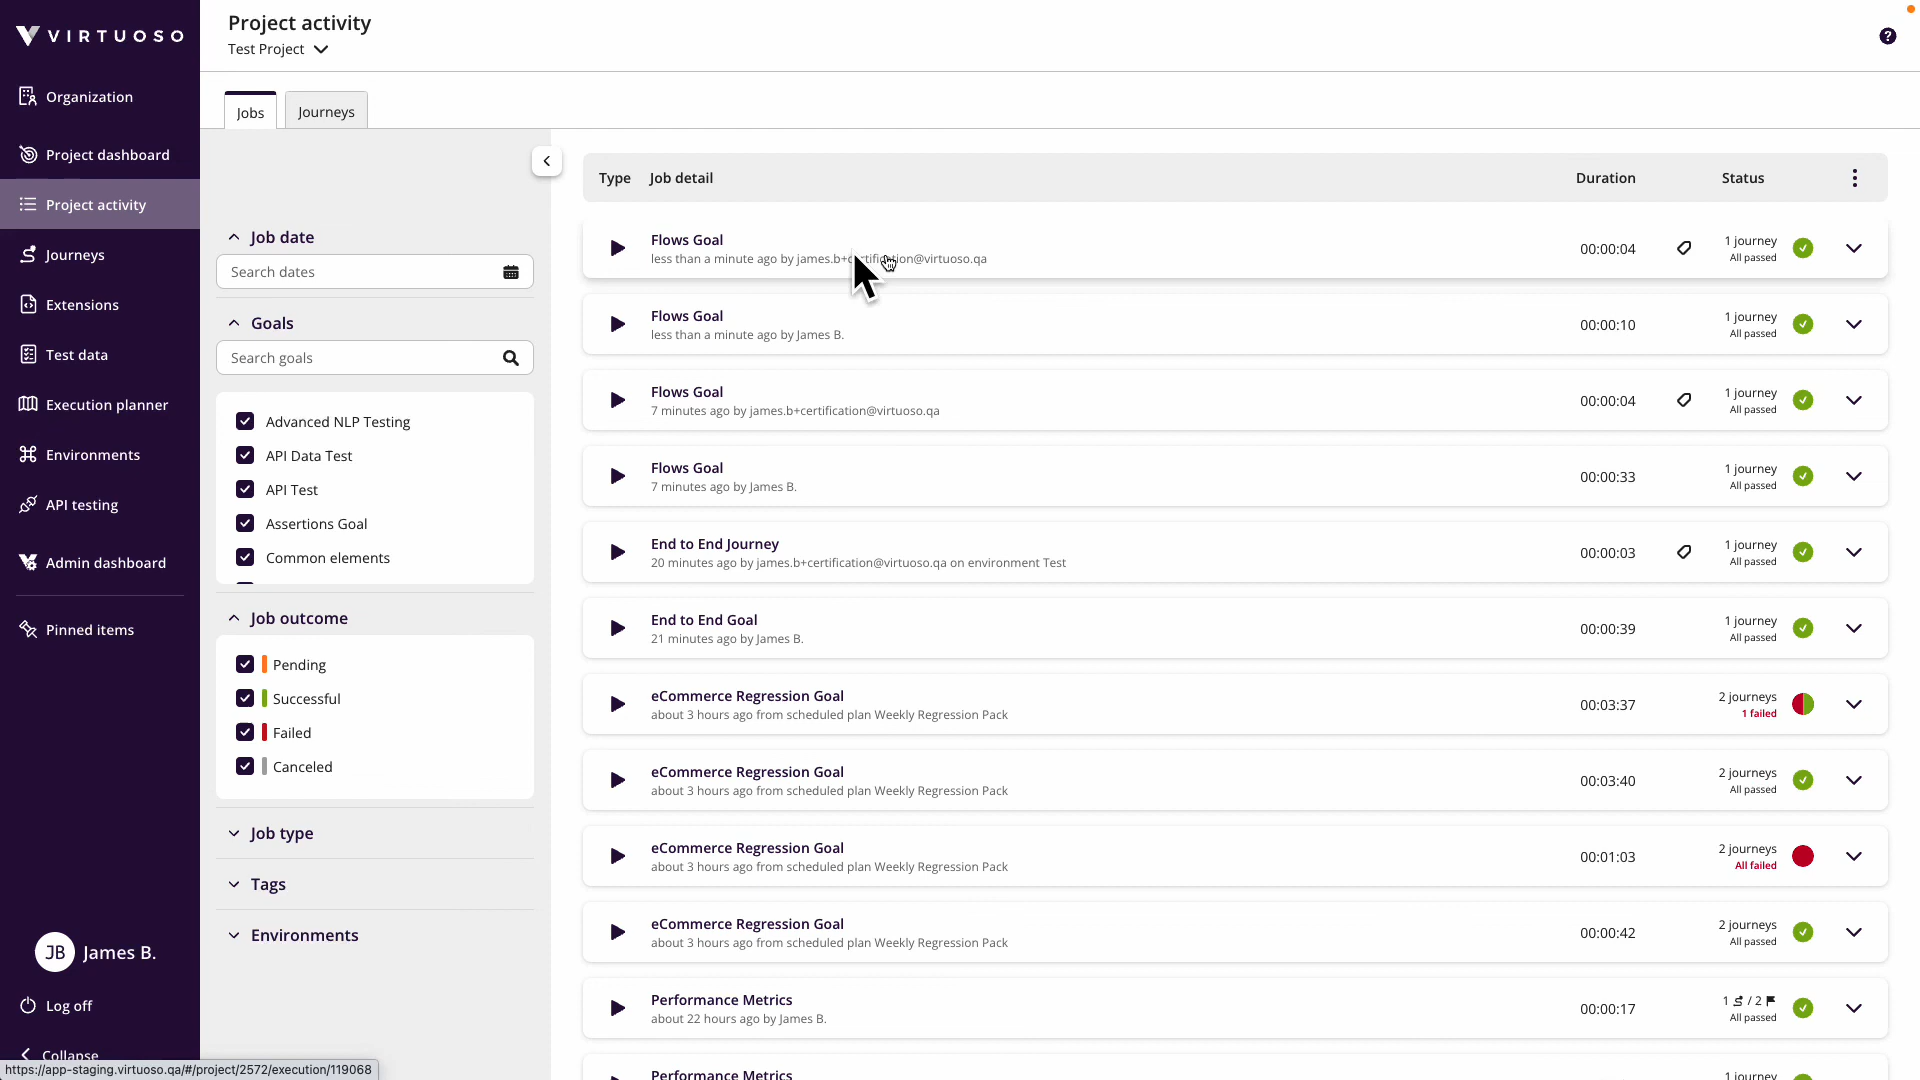 VIRTUOSO
Organization
Project dashboard
Project activity
Journeys
Extensions
Test data
Execution planner
Environments
API testing
Admin dashboard
Pinned items
JB James B.
Log off
Collapse
https://app-staging.virtuoso.qa/#/project/2572/execution/119068
Project activity
Test Project
?
Jobs
Journeys
Job date
Search dates
Goals
Search goals
Advanced NLP Testing
API Data Test
API Test
Assertions Goal
Common elements
Job outcome
Pending
Successful
Failed
Canceled
Job type
Tags
Environments
Type Job detail Duration Status
Flows Goal
less than a minute ago by james.b+certification@virtuoso.qa
00:00:04
1 journey
All passed
Flows Goal
less than a minute ago by James B.
00:00:10
1 journey
All passed
Flows Goal
7 minutes ago by james.b+certification@virtuoso.qa
00:00:04
1 journey
All passed
Flows Goal
7 minutes ago by James B.
00:00:33
1 journey
All passed
End to End Journey
20 minutes ago by james.b+certification@virtuoso.qa on environment Test
00:00:03
1 journey
All passed
End to End Goal
21 minutes ago by James B.
00:00:39
1 journey
All passed
eCommerce Regression Goal
about 3 hours ago from scheduled plan Weekly Regression Pack
00:03:37
2 journeys
1 failed
eCommerce Regression Goal
about 3 hours ago from scheduled plan Weekly Regression Pack
00:03:40
2 journeys
All passed
eCommerce Regression Goal
about 3 hours ago from scheduled plan Weekly Regression Pack
00:01:03
2 journeys
All failed
eCommerce Regression Goal
about 3 hours ago from scheduled plan Weekly Regression Pack
00:00:42
2 journeys
All passed
Performance Metrics
about 22 hours ago by James B.
00:00:17
1 / 2
All passed
Performance Metrics
1 journey